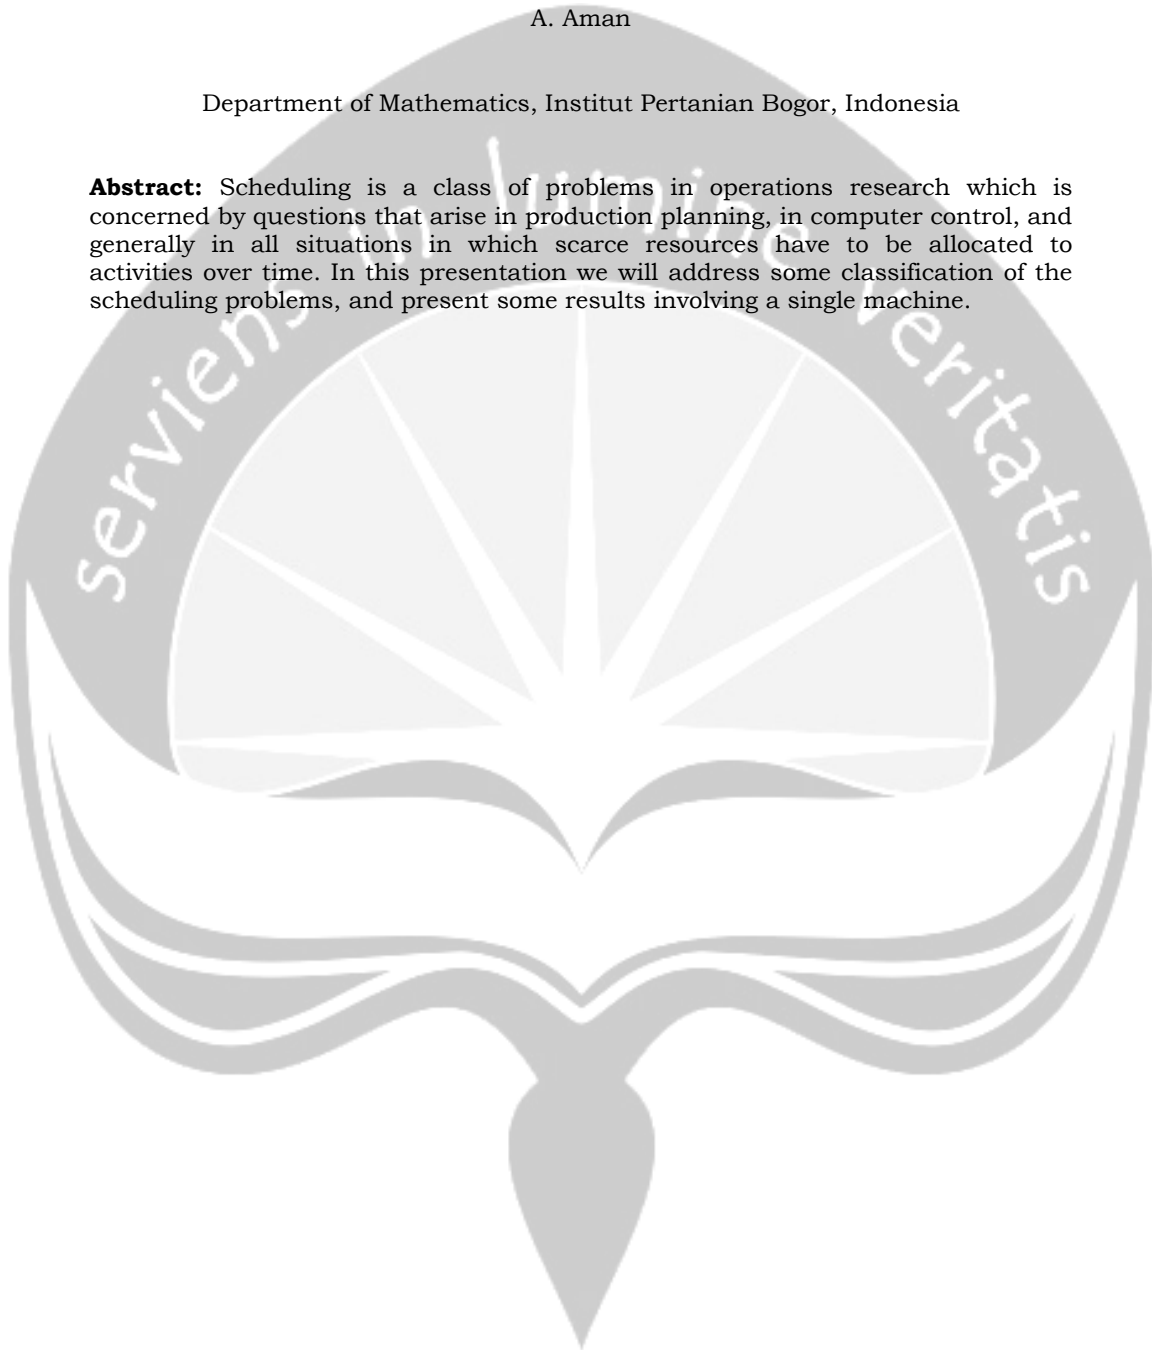 A. Aman
Department of Mathematics, Institut Pertanian Bogor, Indonesia
Abstract: Scheduling is a class of problems in operations research which is
concerned by questions that arise in production planning, in computer control, and
generally in all situations in which scarce resources have to be allocated to
activities over time. In this presentation we will address some classification of the
scheduling problems, and present some results involving a single machine.
serviens in lumine veritatis